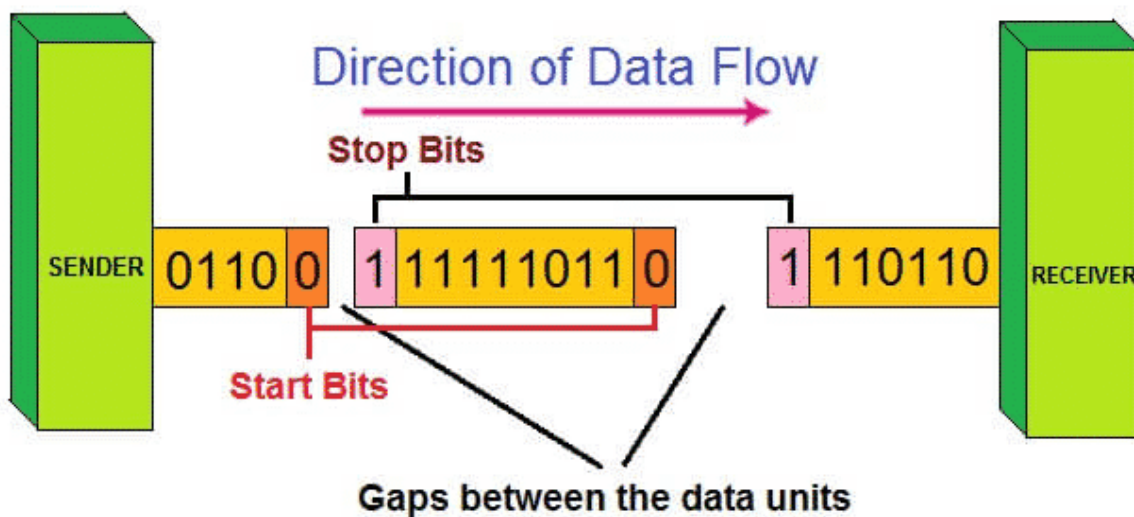 Direction of Data Flow
Stop Bits
SENDER
0110 0
1 11111011 0
1 110110
RECEIVER
Start Bits
Gaps between the data units